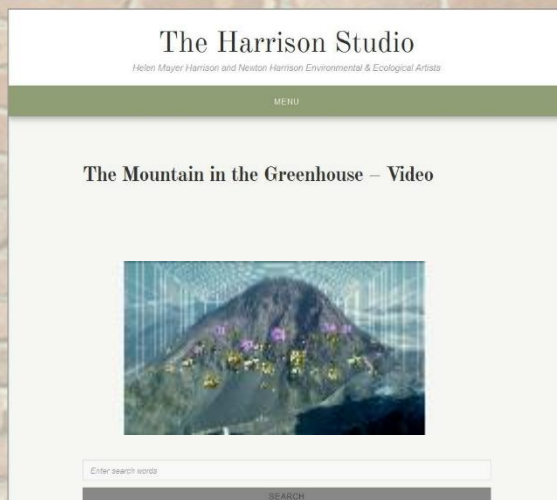 The Harrison Studio
Helen Mayer Harrison and Newton Harrison Environmental & Ecological Artists
MENU
The Mountain in the Greenhouse – Video
Enter search words
SEARCH